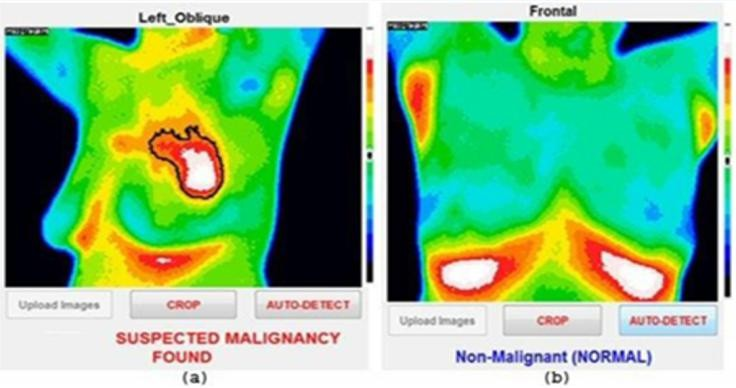 Left_Oblique
Frontal
Upload Images CROP AUTO-DETECT
Upload Images CROP AUTO-DETECT
SUSPECTED MALIGNANCY
FOUND
Non-Malignant (NORMAL)
(a) (b)